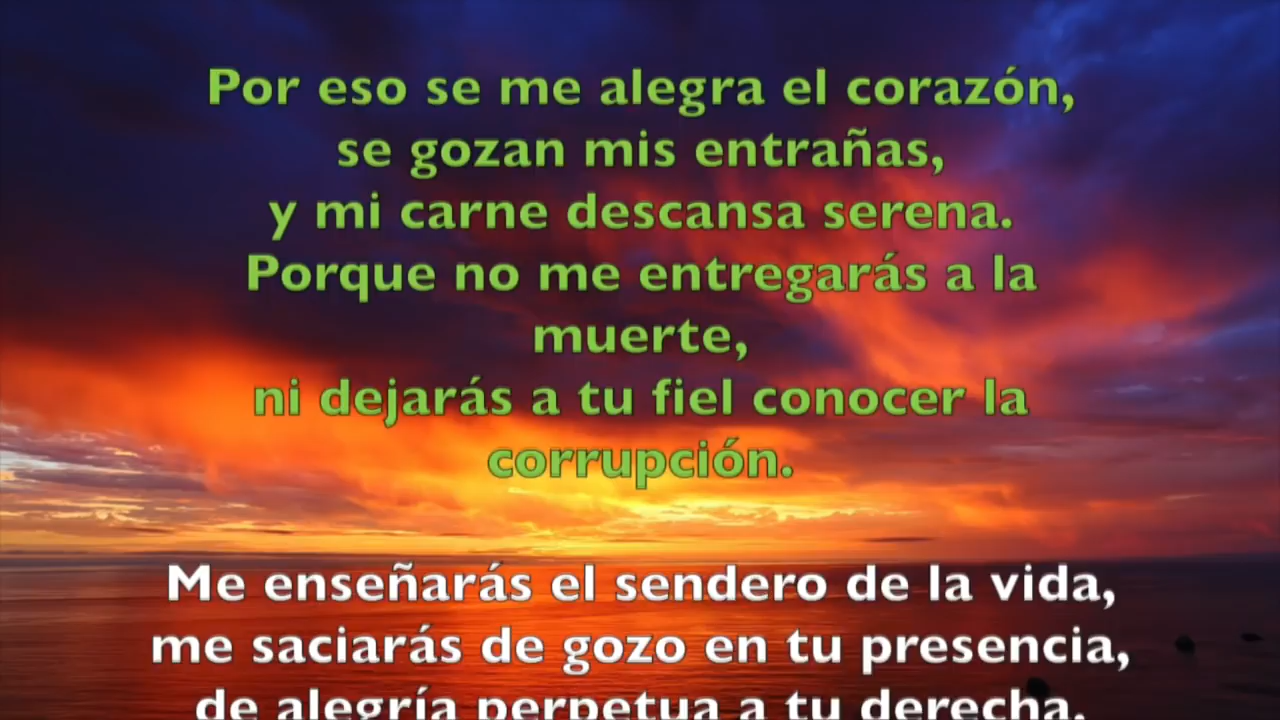 Por eso se me alegra el corazón,
se gozan mis entrañas,
y mi carne descansa serena.
Porque no me entregarás a la
muerte,
ni dejarás a tu fiel conocer la
corrupción.
Me enseñarás el sendero de la vida,
me saciarás de gozo en tu presencia,
de alegría perpetua a tu derecha.